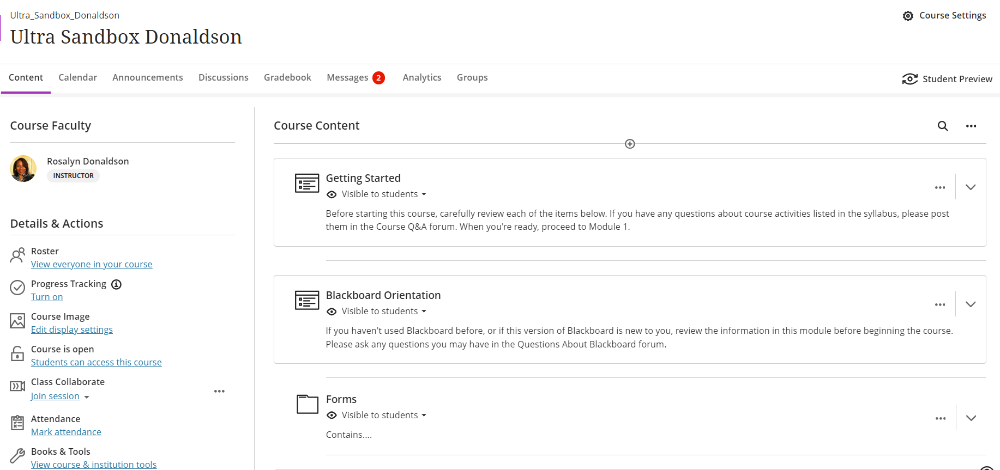 Ultra_Sandbox_Donaldson
Course Settings
Ultra Sandbox Donaldson
Content
Calendar
Announcements
Discussions
Gradebook
Messages
2
Analytics
Groups
Student Preview
Course Faculty
Rosalyn Donaldson
INSTRUCTOR
Details & Actions
Roster
View everyone in your course
Progress Tracking
Turn on
Course Image
Edit display settings
Course is open
Students can access this course
Class Collaborate
Join session
Attendance
Mark attendance
Books & Tools
View course & institution tools
Course Content
Getting Started
Visible to students
Before starting this course, carefully review each of the items below. If you have any questions about course activities listed in the syllabus, please post
them in the Course Q&A forum. When you're ready, proceed to Module 1.
Blackboard Orientation
Visible to students
If you haven't used Blackboard before, or if this version of Blackboard is new to you, review the information in this module before beginning the course.
Please ask any questions you may have in the Questions About Blackboard forum.
Forms
Visible to students
Contains....